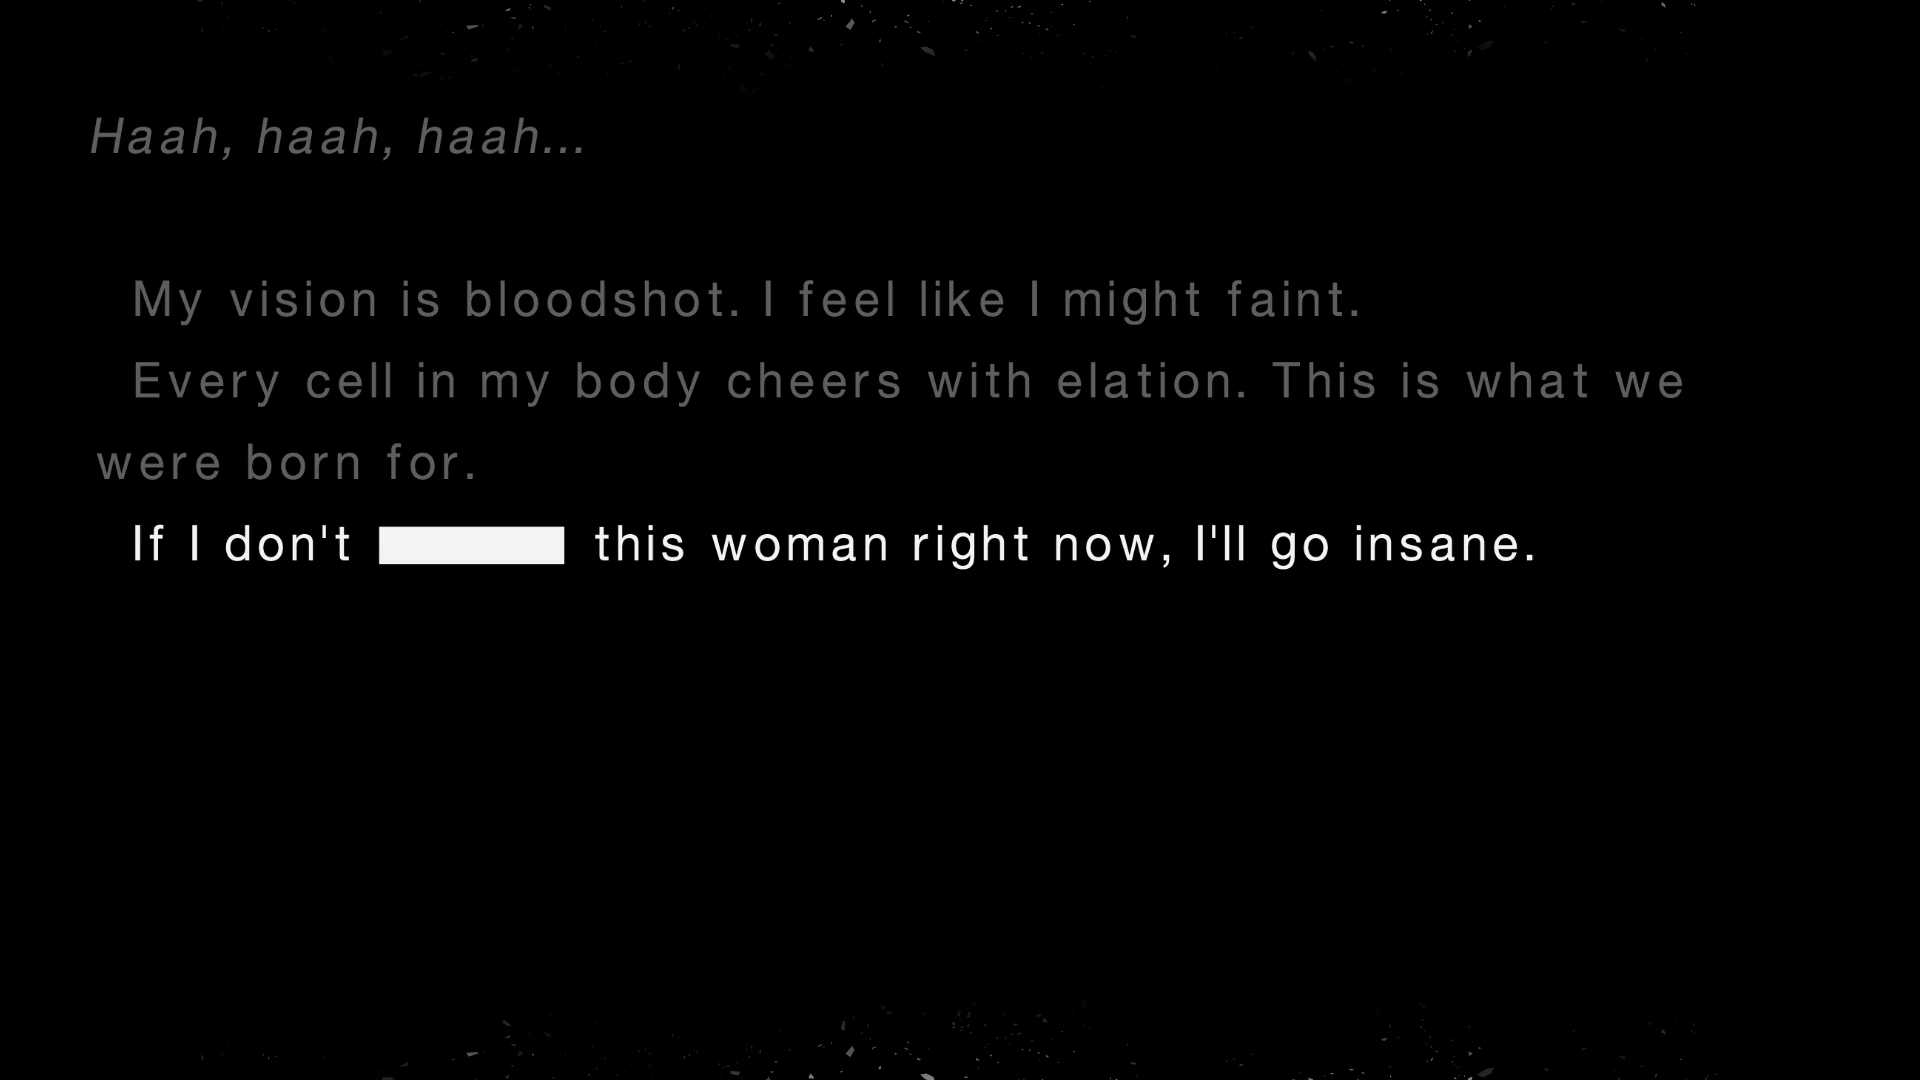 Haah, haah, haah...
My vision is bloodshot. I feel like I might faint.
Every cell in my body cheers with elation. This is what we
were born for.
If I don't this woman right now, I'll go insane.